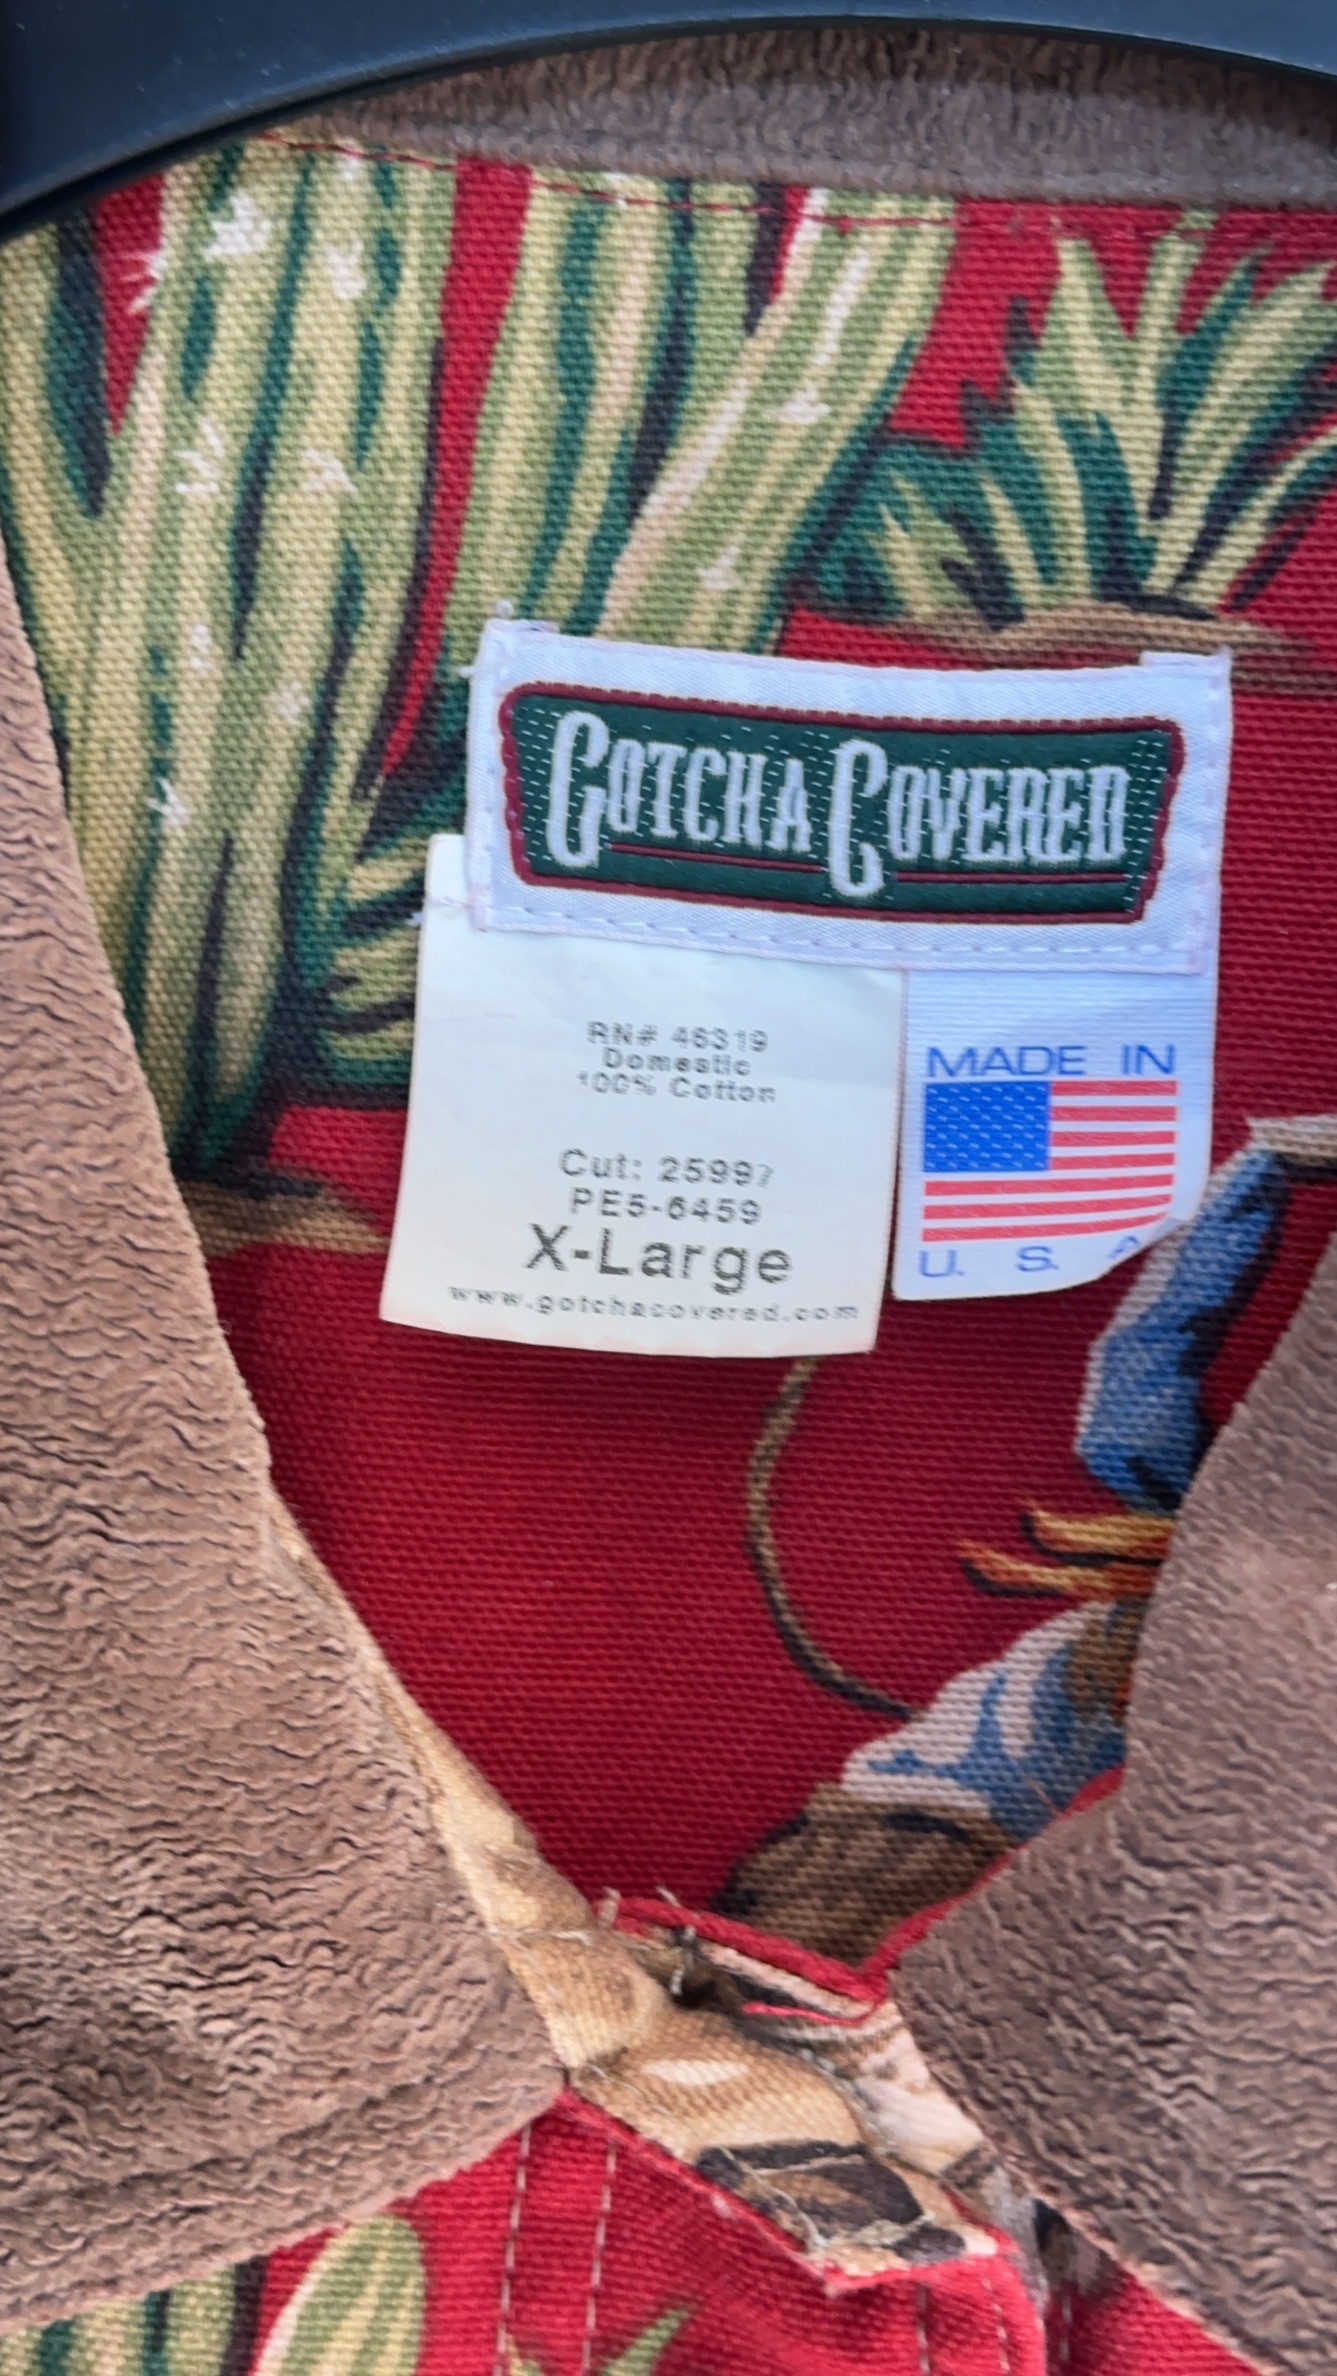 GOTCHA COVERED
RN# 46319
Domestic
100% Cotton
Cut: 25997
PE5-6459
X-Large
www.gotchacovered.com
MADE IN
U. S. A